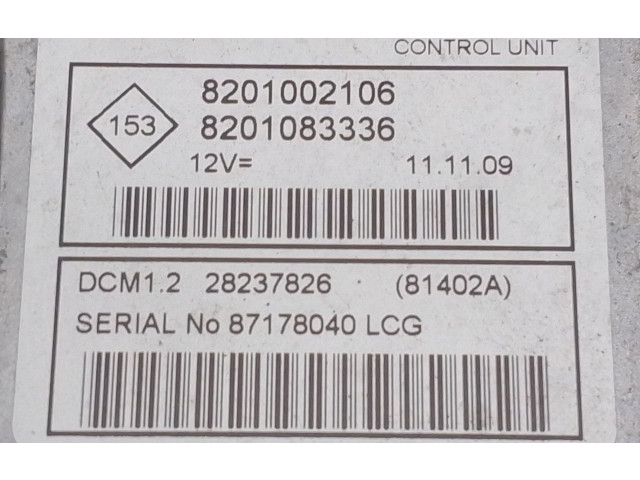 CONTROL UNIT
153
8201002106
8201083336
12V=
11.11.09
DCM1.2 28237826 (81402A)
SERIAL No 87178040 LCG